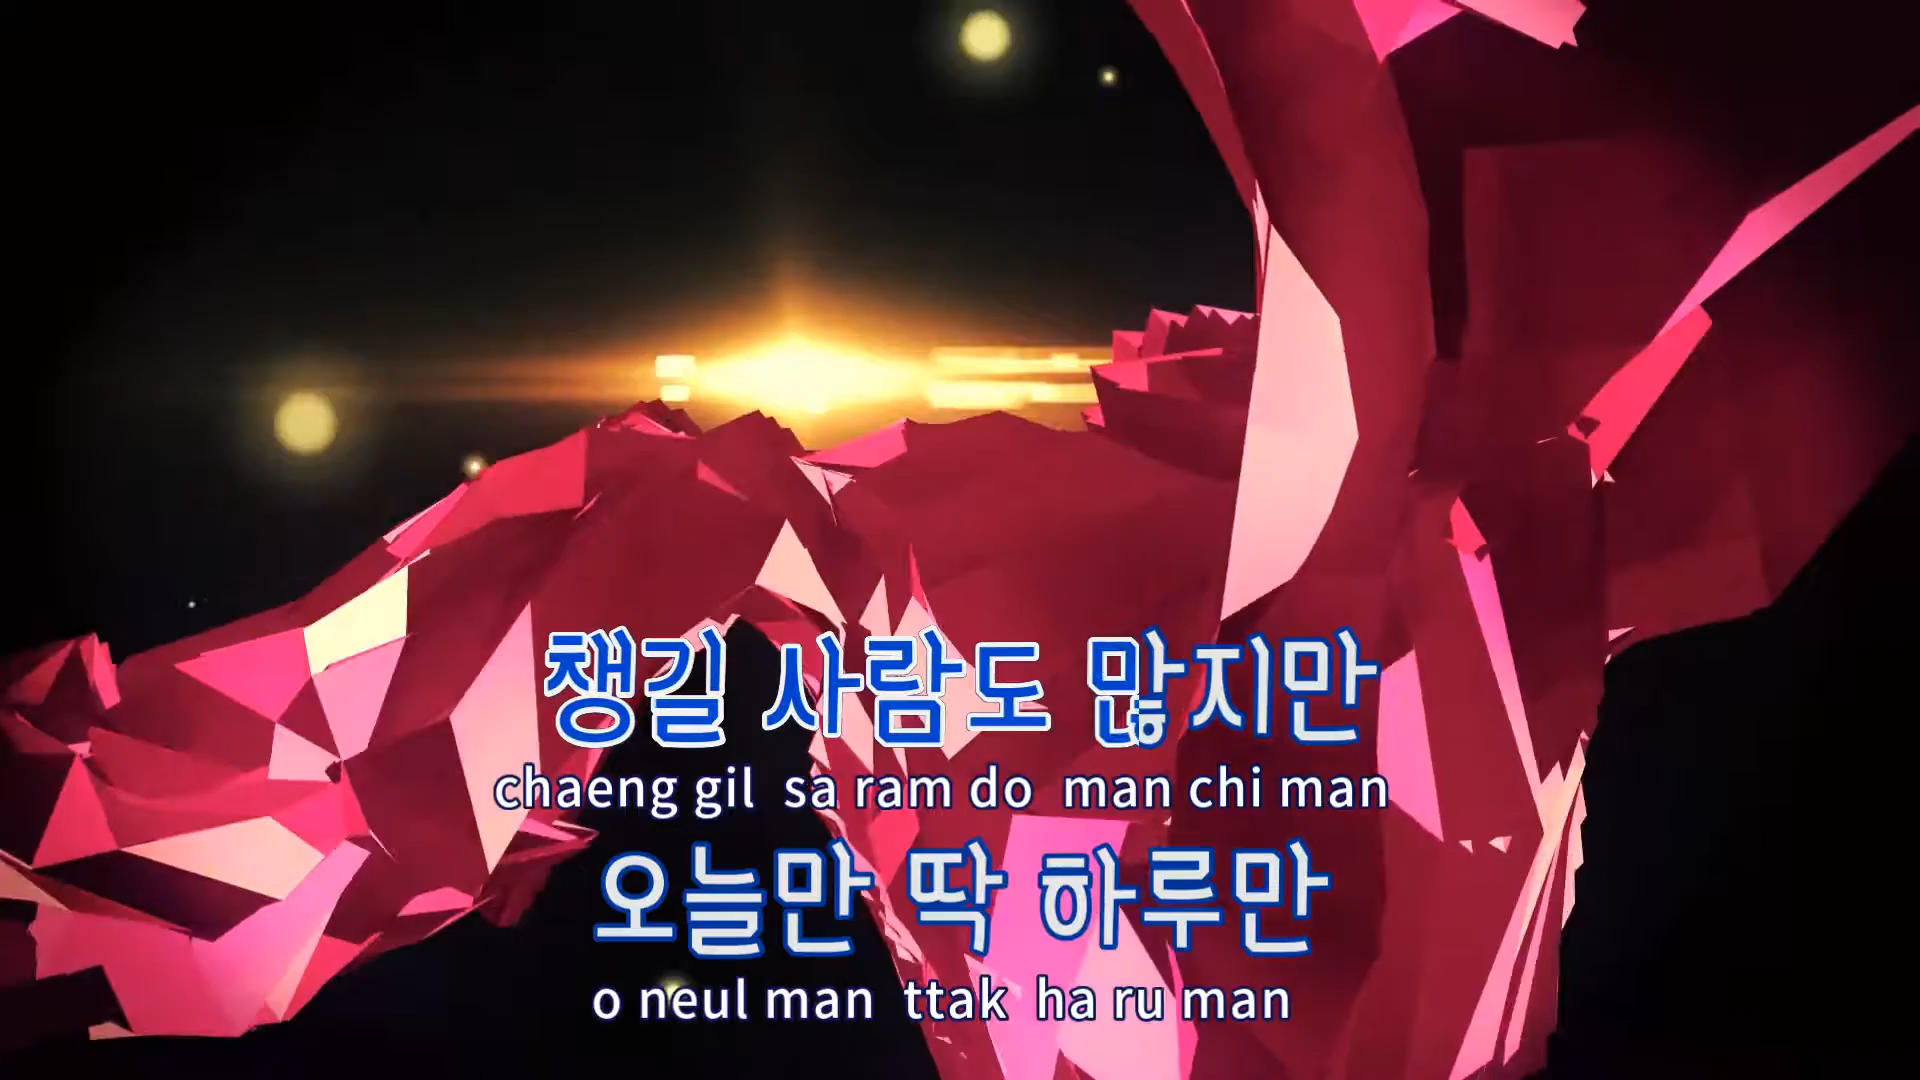 챙길 사람도 많지만
chaeng gil sa ram do man chi man
오늘만 딱 하루만
o neul man ttak ha ru man